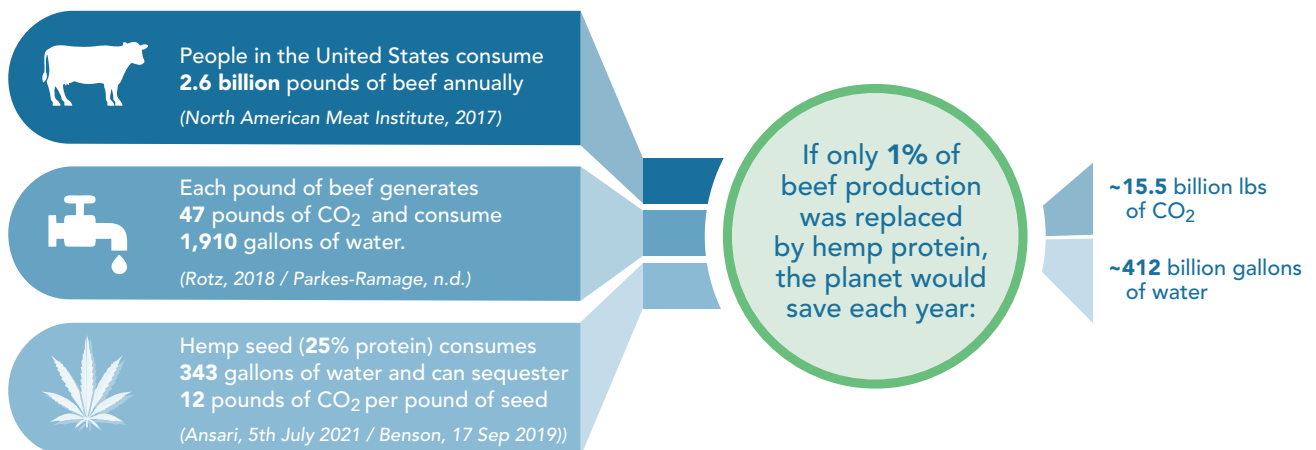 People in the United States consume
2.6 billion pounds of beef annually
(North American Meat Institute, 2017)
Each pound of beef generates
47 pounds of CO₂ and consume
1,910 gallons of water.
(Rotz, 2018 / Parkes-Ramage, n.d.)
Hemp seed (25% protein) consumes
343 gallons of water and can sequester
12 pounds of CO₂ per pound of seed
(Ansari, 5th July 2021 / Benson, 17 Sep 2019))
If only 1% of
beef production
was replaced
by hemp protein,
the planet would
save each year:
~15.5 billion lbs
of CO₂
~412 billion gallons
of water